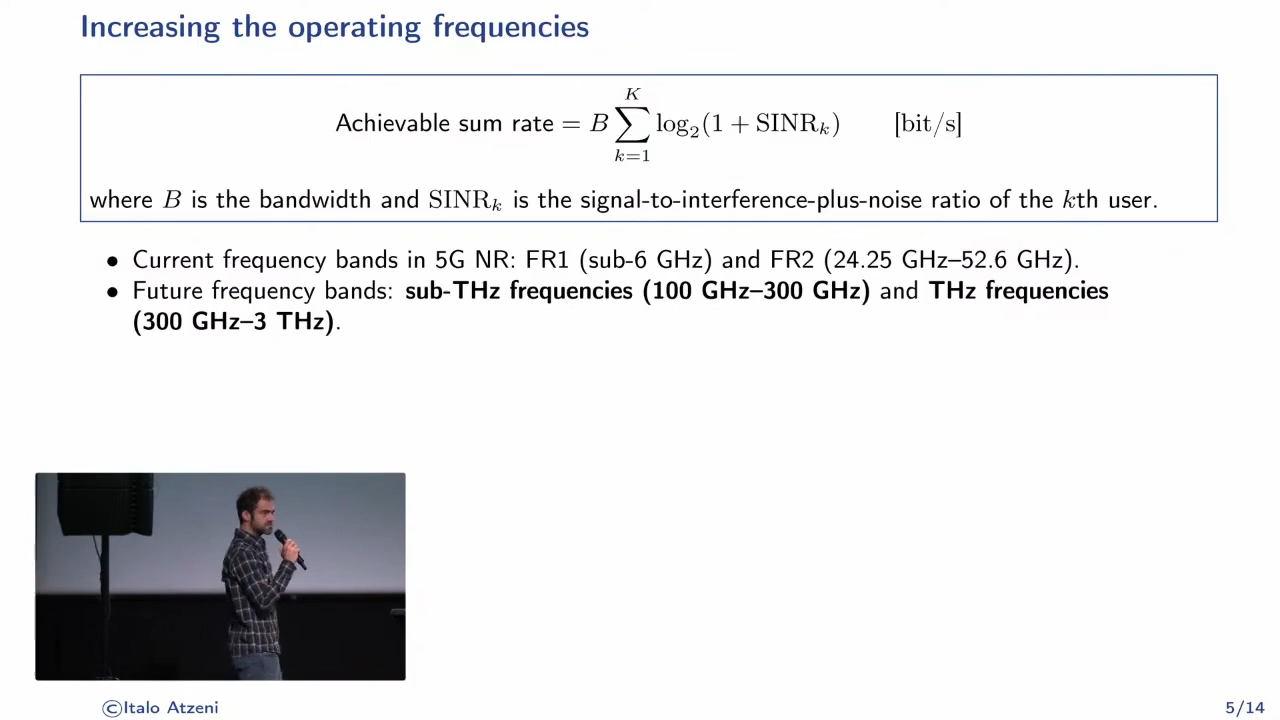 Increasing the operating frequencies
K
Achievable sum rate = B ∑ log₂(1 + SINRₖ) [bit/s]
k=1
where B is the bandwidth and SINRₖ is the signal-to-interference-plus-noise ratio of the kth user.
• Current frequency bands in 5G NR: FR1 (sub-6 GHz) and FR2 (24.25 GHz–52.6 GHz).
• Future frequency bands: sub-THz frequencies (100 GHz–300 GHz) and THz frequencies
(300 GHz–3 THz).
©Italo Atzeni
5/14